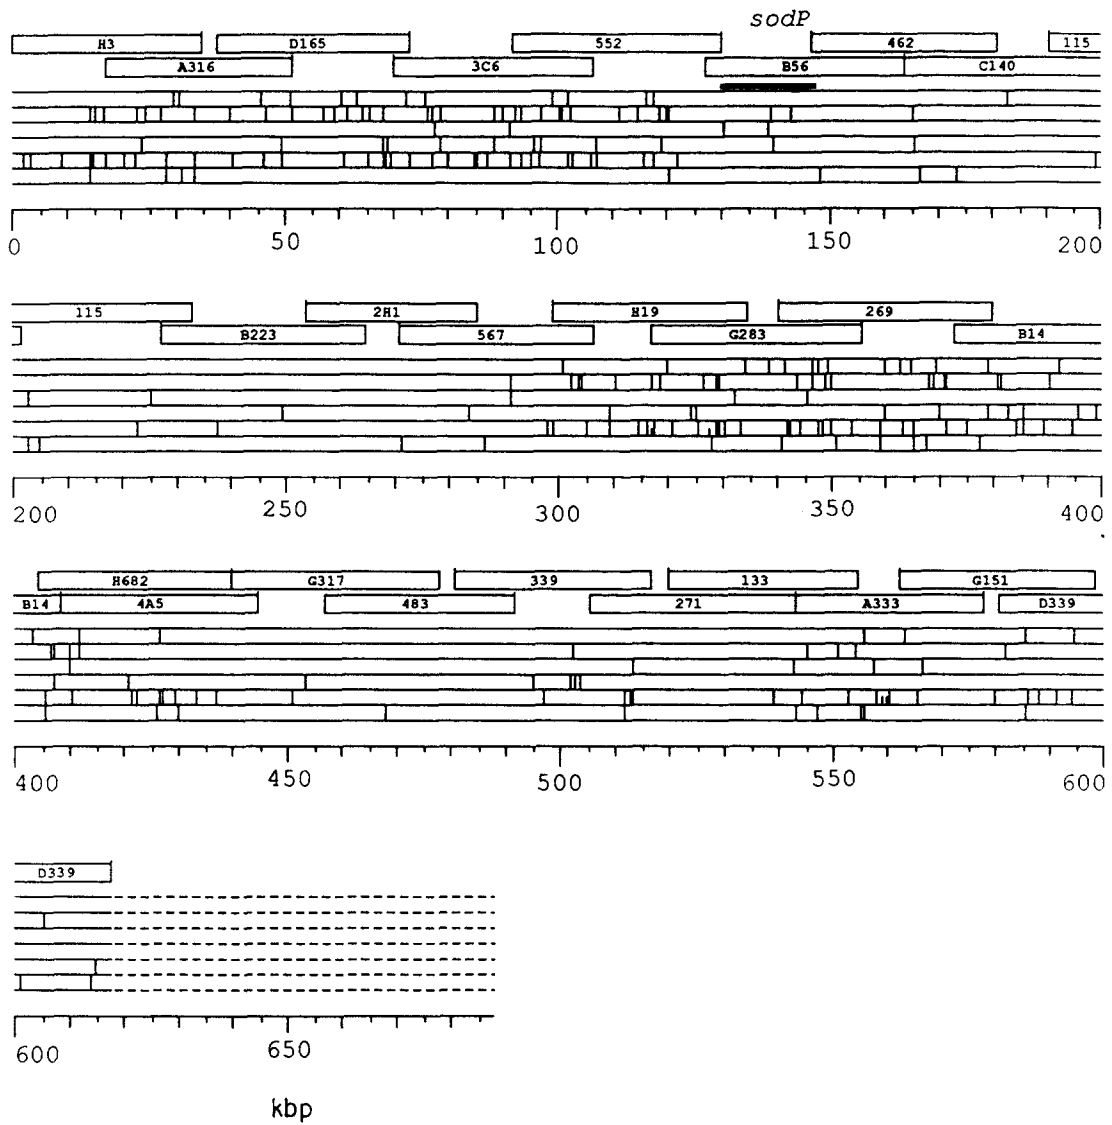 sodP
H3 D165 552 462 115
A316 3C6 B56 C140
0 50 100 150 200
115 2H1 H19 269
B223 567 G283 B14
200 250 300 350 400
H682 G317 339 133 G151
B14 4A5 483 271 A333 D339
400 450 500 550 600
D339
600 650
kbp